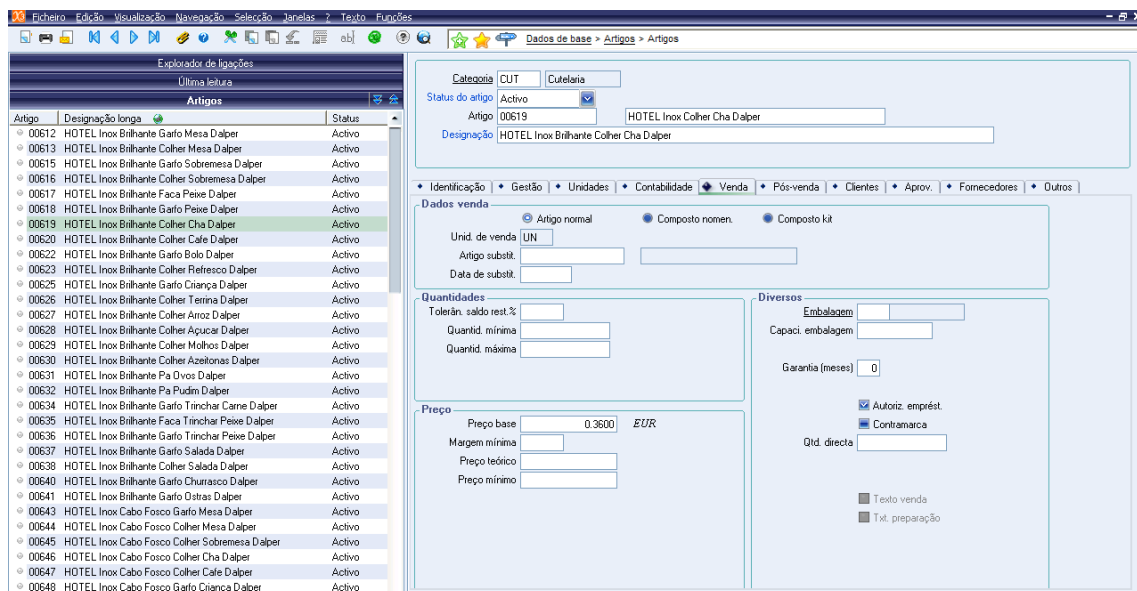 Ficheiro Edição Visualização Navegação Selecção Janelas ? Texto Funções
Dados de base > Artigos > Artigos
Explorador de ligações
Última leitura
Artigos
Artigo Designação longa Status
00612 HOTEL Inox Brilhante Garfo Mesa Dalper Activo
00613 HOTEL Inox Brilhante Colher Mesa Dalper Activo
00615 HOTEL Inox Brilhante Garfo Sobremesa Dalper Activo
00616 HOTEL Inox Brilhante Colher Sobremesa Dalper Activo
00617 HOTEL Inox Brilhante Faca Peixe Dalper Activo
00618 HOTEL Inox Brilhante Garfo Peixe Dalper Activo
00619 HOTEL Inox Brilhante Colher Cha Dalper Activo
00620 HOTEL Inox Brilhante Colher Cafe Dalper Activo
00622 HOTEL Inox Brilhante Garfo Bolo Dalper Activo
00623 HOTEL Inox Brilhante Colher Refresco Dalper Activo
00625 HOTEL Inox Brilhante Garfo Criança Dalper Activo
00626 HOTEL Inox Brilhante Colher Terrina Dalper Activo
00627 HOTEL Inox Brilhante Colher Arroz Dalper Activo
00628 HOTEL Inox Brilhante Colher Açucar Dalper Activo
00629 HOTEL Inox Brilhante Colher Molhos Dalper Activo
00630 HOTEL Inox Brilhante Colher Azeitonas Dalper Activo
00631 HOTEL Inox Brilhante Pa Ovos Dalper Activo
00632 HOTEL Inox Brilhante Pa Pudim Dalper Activo
00634 HOTEL Inox Brilhante Garfo Trinchar Carne Dalper Activo
00635 HOTEL Inox Brilhante Faca Trinchar Peixe Dalper Activo
00636 HOTEL Inox Brilhante Garfo Trinchar Peixe Dalper Activo
00637 HOTEL Inox Brilhante Garfo Salada Dalper Activo
00638 HOTEL Inox Brilhante Colher Salada Dalper Activo
00640 HOTEL Inox Brilhante Garfo Churrasco Dalper Activo
00641 HOTEL Inox Brilhante Garfo Ostras Dalper Activo
00643 HOTEL Inox Cabo Fosco Garfo Mesa Dalper Activo
00644 HOTEL Inox Cabo Fosco Colher Mesa Dalper Activo
00645 HOTEL Inox Cabo Fosco Colher Sobremesa Dalper Activo
00646 HOTEL Inox Cabo Fosco Colher Cha Dalper Activo
00647 HOTEL Inox Cabo Fosco Colher Cafe Dalper Activo
00648 HOTEL Inox Cabo Fosco Garfo Criança Dalper Activo
Categoria CUT Cutelaria
Status do artigo Activo
Artigo 00619 HOTEL Inox Colher Cha Dalper
Designação HOTEL Inox Brilhante Colher Cha Dalper
Identificação Gestão Unidades Contabilidade Venda Pós-venda Clientes Aprov. Fornecedores Outros
Dados venda
Artigo normal Composto nomen. Composto kit
Unid. de venda UN
Artigo substit.
Data de substit.
Quantidades
Tolerân. saldo rest.%
Quantid. mínima
Quantid. máxima
Diversos
Embalagem
Capaci. embalagem
Garantia (meses) 0
Autoriz. emprést.
Contramarca
Qtd. directa
Texto venda
Txt. preparação
Preço
Preço base 0.3600 EUR
Margem mínima
Preço teórico
Preço mínimo